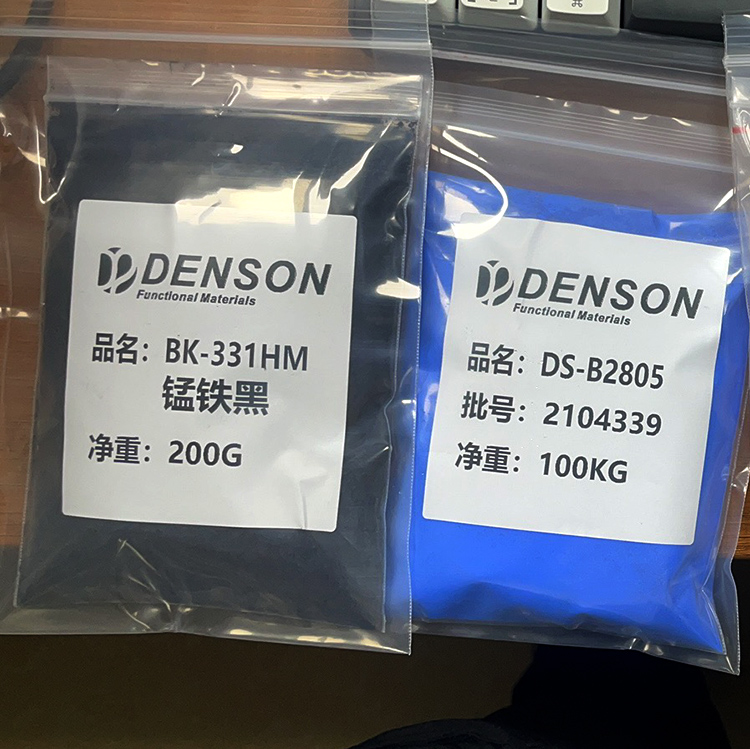 DENSON
Functional Materials
品名：BK-331HM
锰铁黑
净重：200G
DENSON
Functional Materials
品名：DS-B2805
批号：2104339
净重：100KG
⌘